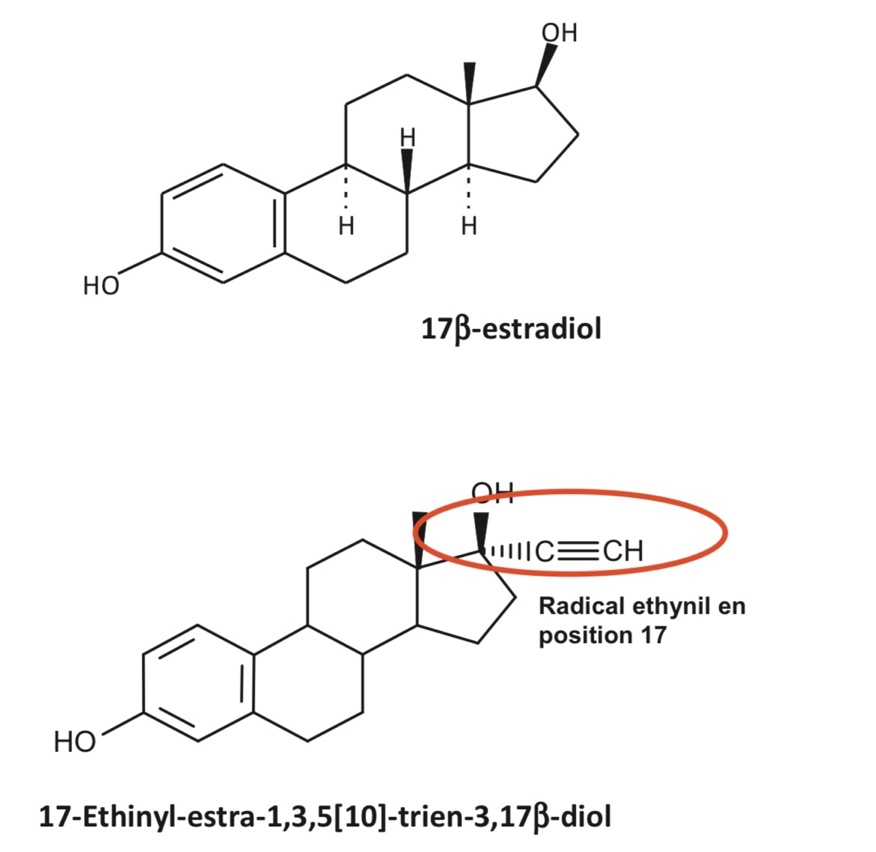 OH
H
H
H
HO
17β-estradiol
OH
C≡CH
Radical ethynil en
position 17
HO
17-Ethinyl-estra-1,3,5[10]-trien-3,17β-diol